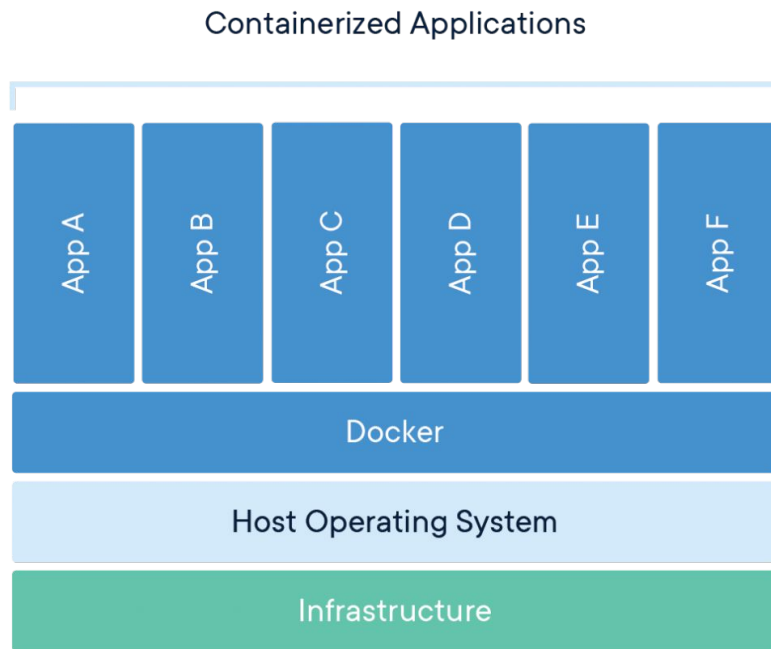 Containerized Applications
App A
App B
App C
App D
App E
App F
Docker
Host Operating System
Infrastructure